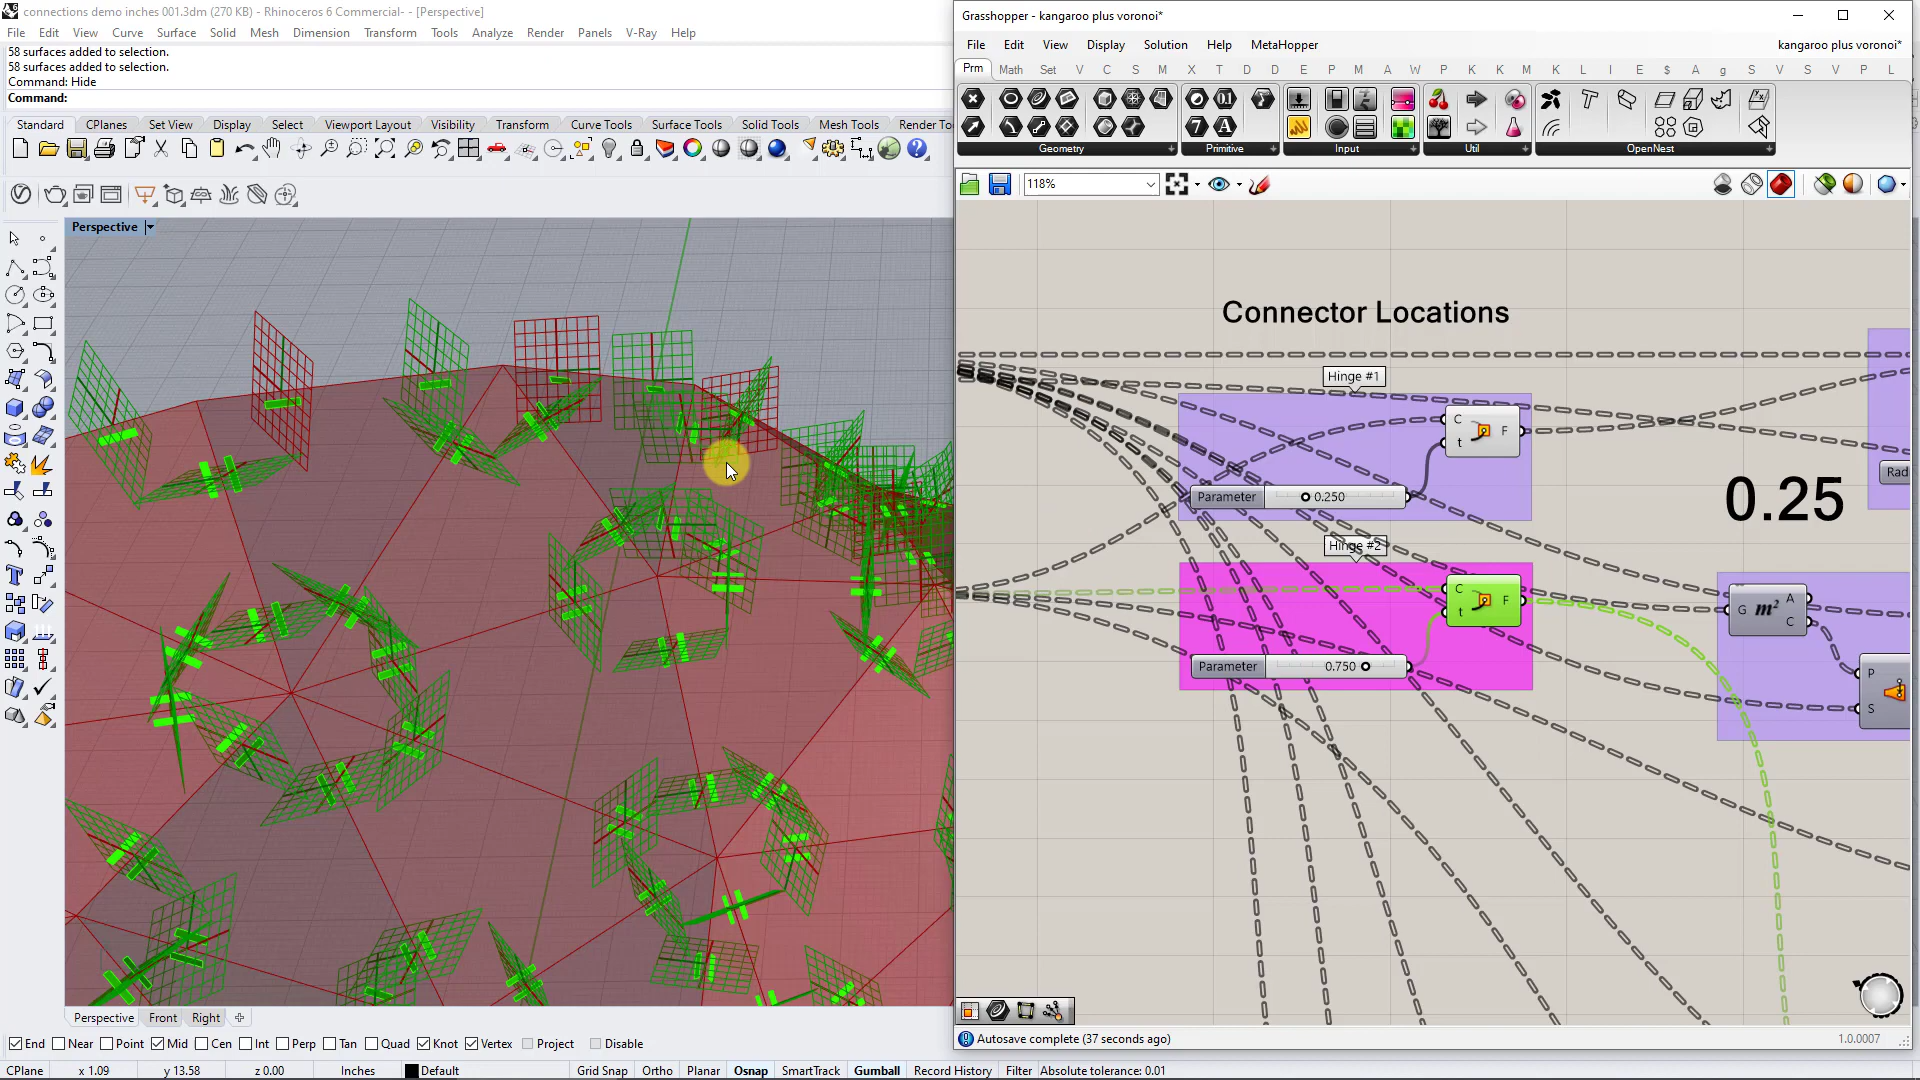 connections demo inches 001.3dm (270 KB) - Rhinoceros 6 Commercial- - [Perspective]
File Edit View Curve Surface Solid Mesh Dimension Transform Tools Analyze Render Panels V-Ray Help
58 surfaces added to selection.
58 surfaces added to selection.
Command: Hide
Command:
Standard CPlanes Set View Display Select Viewport Layout Visibility Transform Curve Tools Surface Tools Solid Tools Mesh Tools Render To
Perspective
Perspective Front Right
End Near Point Mid Cen Int Perp Tan Quad Knot Vertex Project Disable
CPlane x 1.09 y 13.58 z 0.00 Inches Default Grid Snap Ortho Planar Osnap SmartTrack Gumball Record History Filter Absolute tolerance: 0.01
Grasshopper - kangaroo plus voronoi*
File Edit View Display Solution Help MetaHopper kangaroo plus voronoi*
Prm Math Set V C S M X T D D E P M A W P K K M K L I E $ A g S V S V P L
Geometry Primitive Input Util OpenNest
118%
Connector Locations
Hinge #1
C
t
F
Parameter 0.250
Rad
0.25
Hinge #2
C
t
F
Parameter 0.750
G m² A
C
P
S
Autosave complete (37 seconds ago) 1.0.0007